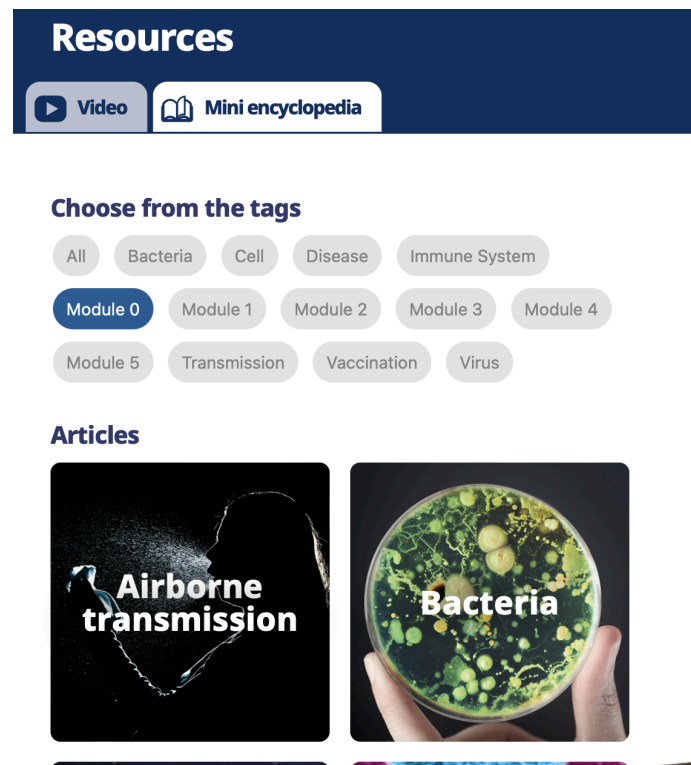 Resources
Video
Mini encyclopedia
Choose from the tags
All Bacteria Cell Disease Immune System
Module 0 Module 1 Module 2 Module 3 Module 4
Module 5 Transmission Vaccination Virus
Articles
Airborne
transmission
Bacteria